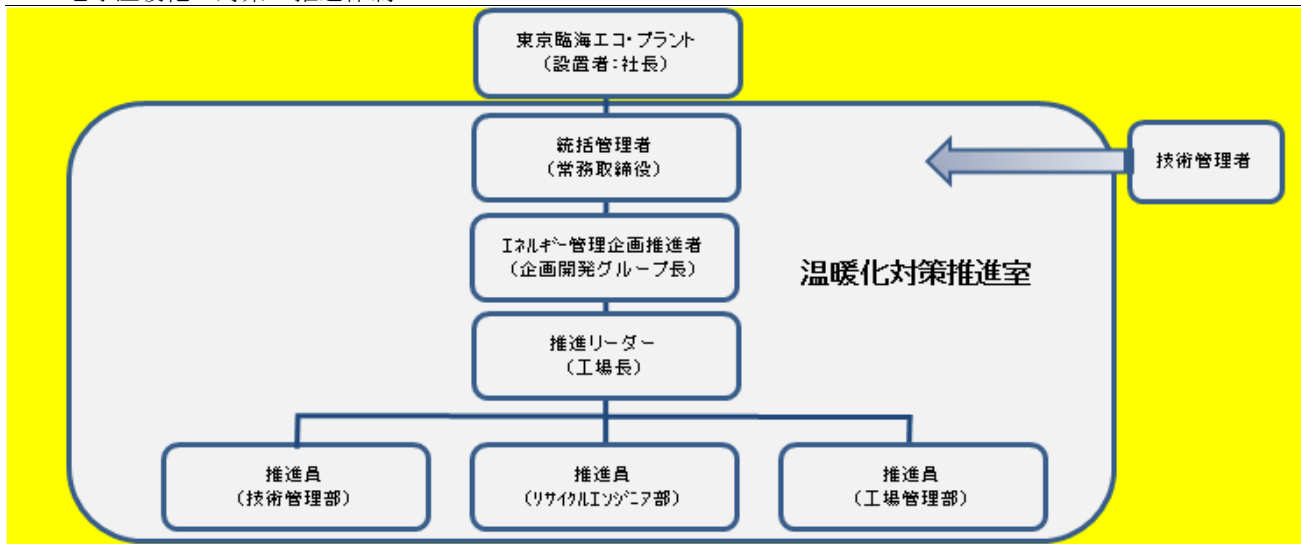 東京臨海エコ・プラント
（設置者：社長）
統括管理者
（常務取締役）
技術管理者
ｴﾈﾙｷﾞｰ管理企画推進者
（企画開発グループ長）
温暖化対策推進室
推進リーダー
（工場長）
推進員
（技術管理部）
推進員
（ﾘｻｲｸﾙｴﾝｼﾞﾆｱ部）
推進員
（工場管理部）